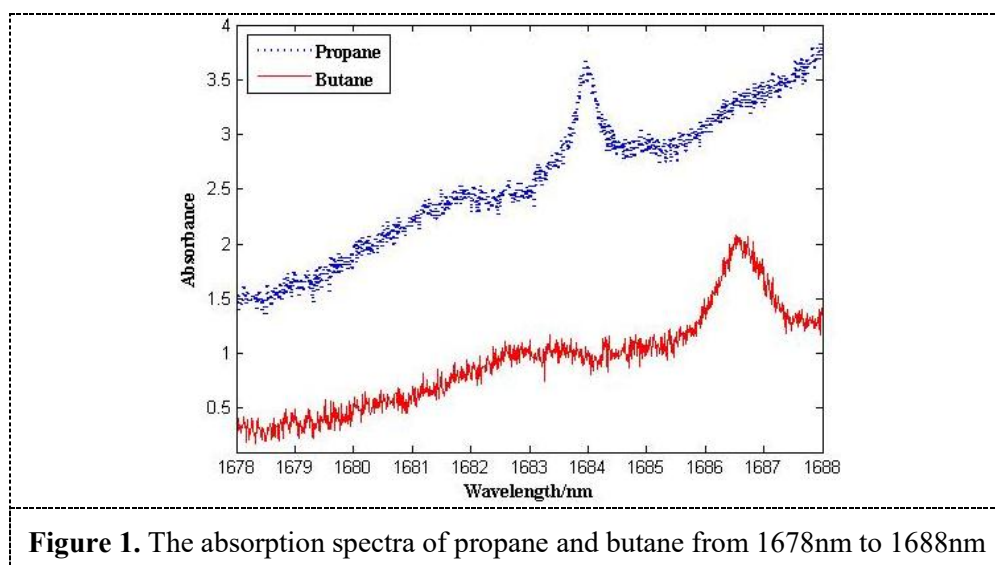 4
3.5
3
2.5
2
1.5
1
0.5
Absorbance
Propane
Butane
1678 1679 1680 1681 1682 1683 1684 1685 1686 1687 1688
Wavelength/nm
Figure 1. The absorption spectra of propane and butane from 1678nm to 1688nm